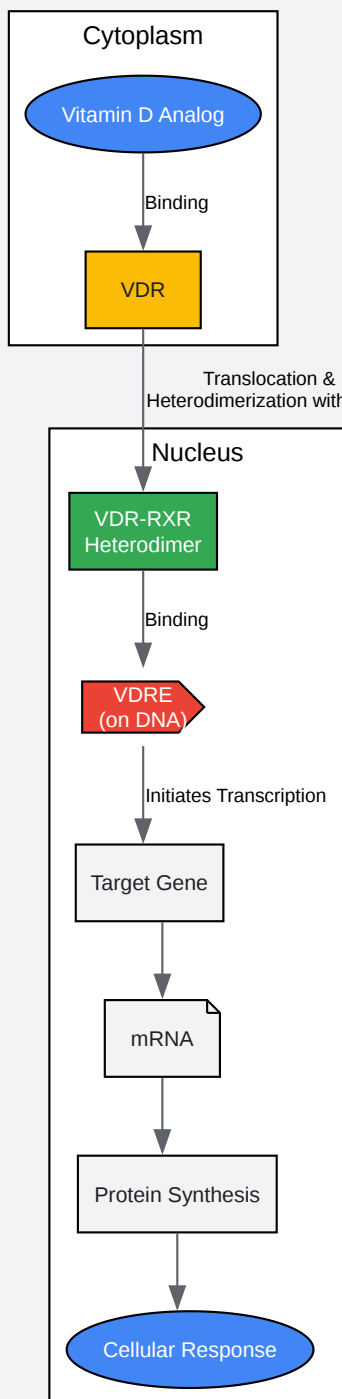 Cytoplasm
Vitamin D Analog
Binding
VDR
Translocation &
Heterodimerization with
Nucleus
VDR-RXR
Heterodimer
Binding
VDRE
(on DNA)
Initiates Transcription
Target Gene
mRNA
Protein Synthesis
Cellular Response